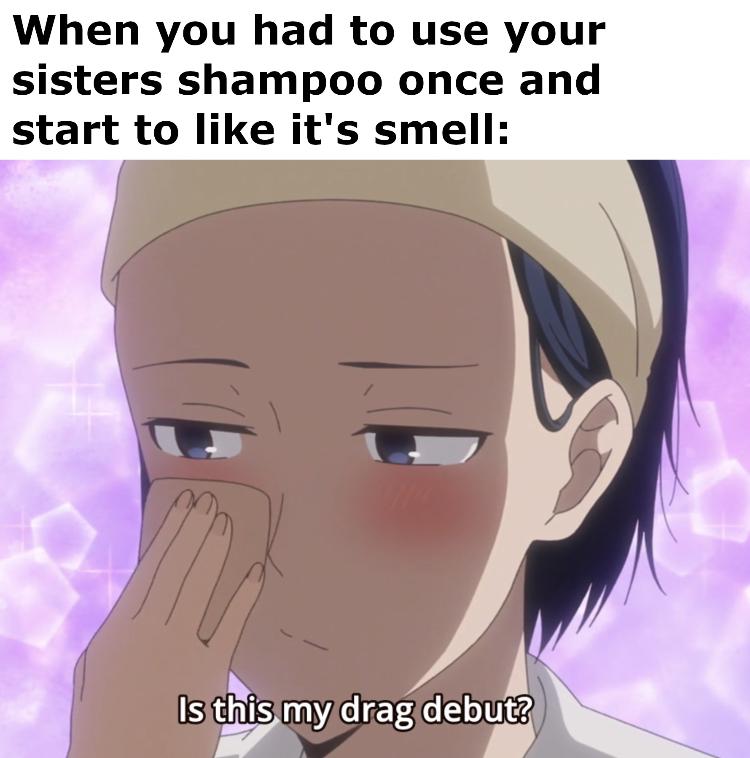 When you had to use your
sisters shampoo once and
start to like it's smell:
Is this my drag debut?